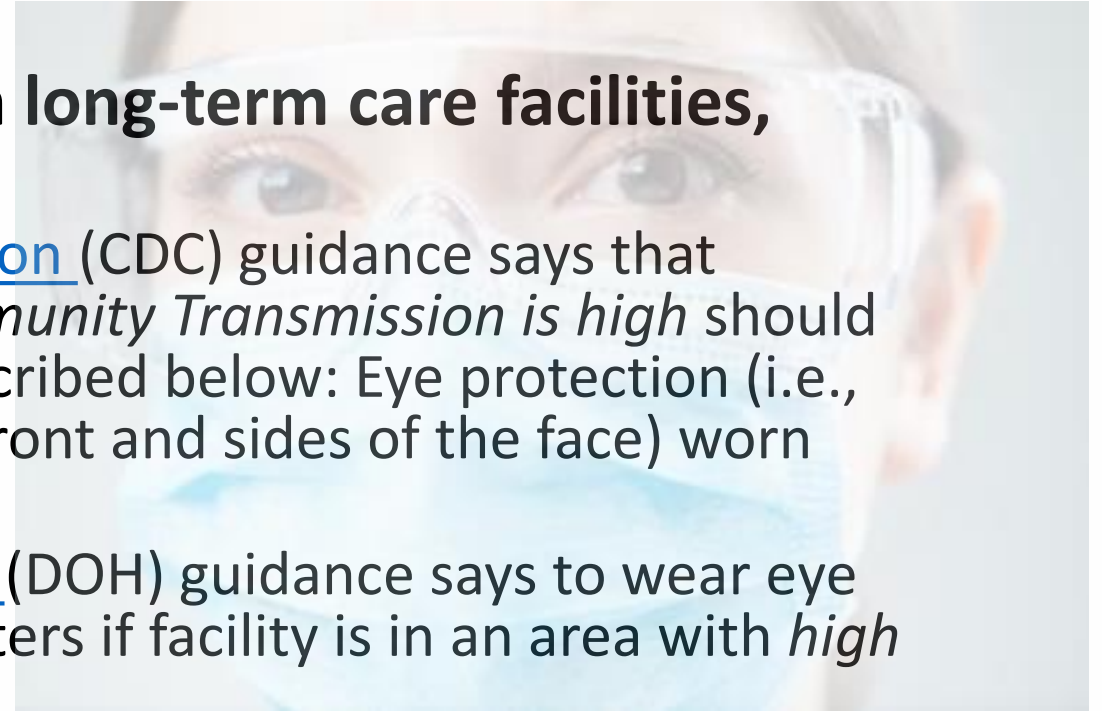 long-term care facilities,
on (CDC) guidance says that
munity Transmission is high should
cribed below: Eye protection (i.e.,
ront and sides of the face) worn
(DOH) guidance says to wear eye
ters if facility is in an area with high